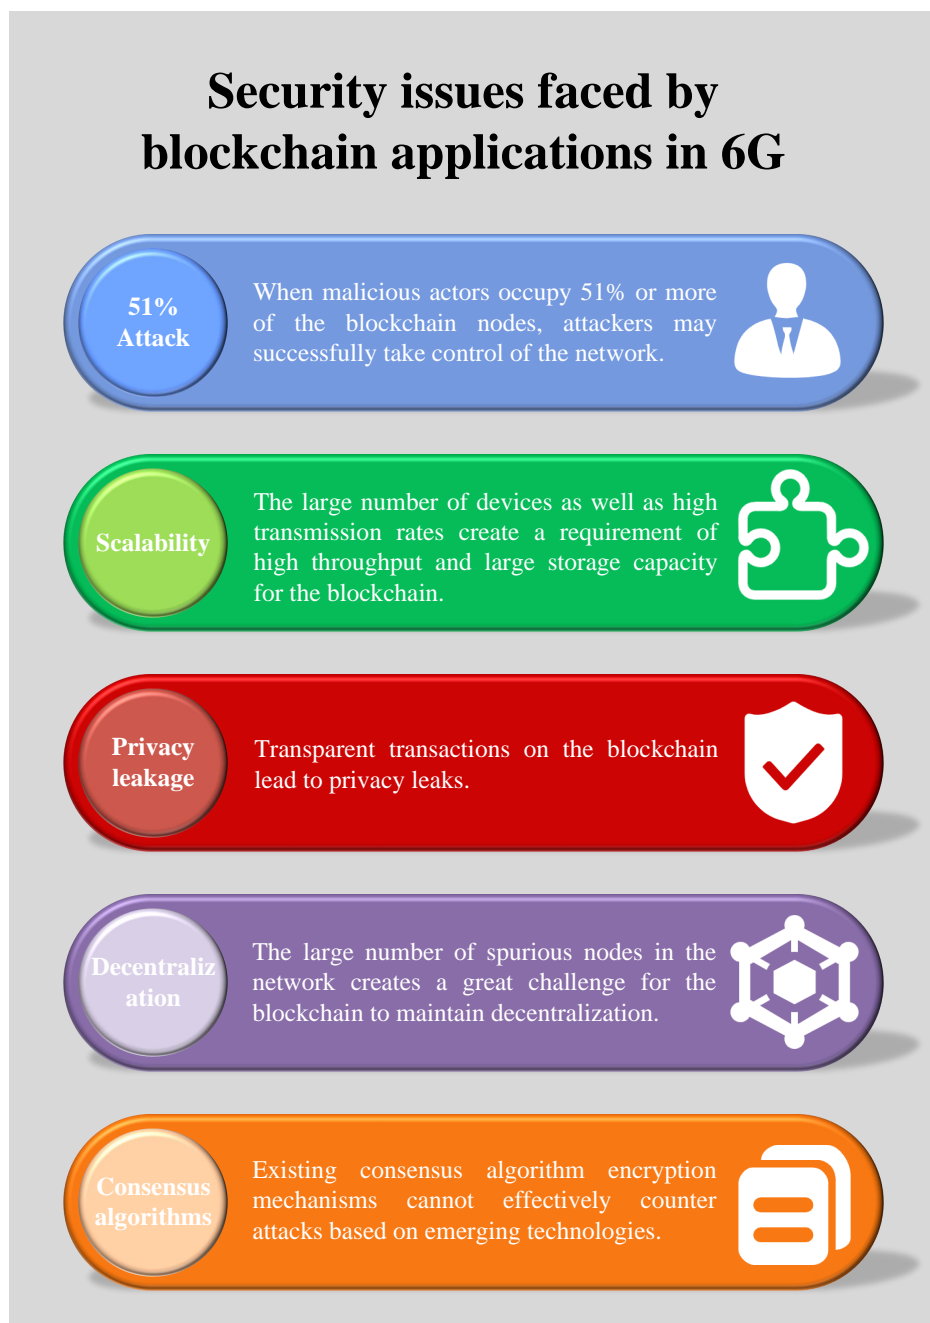 Security issues faced by
blockchain applications in 6G
51%
Attack
When malicious actors occupy 51% or more
of the blockchain nodes, attackers may
successfully take control of the network.
Scalability
The large number of devices as well as high
transmission rates create a requirement of
high throughput and large storage capacity
for the blockchain.
Privacy
leakage
Transparent transactions on the blockchain
lead to privacy leaks.
Decentraliz
ation
The large number of spurious nodes in the
network creates a great challenge for the
blockchain to maintain decentralization.
Consensus
algorithms
Existing consensus algorithm encryption
mechanisms cannot effectively counter
attacks based on emerging technologies.